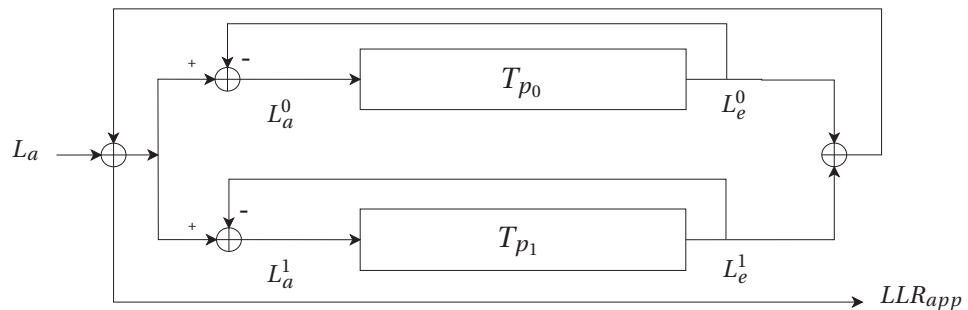 -
+
T_{p_0}
L_a^0
L_e^0
L_a
-
+
T_{p_1}
L_a^1
L_e^1
LLR_{app}